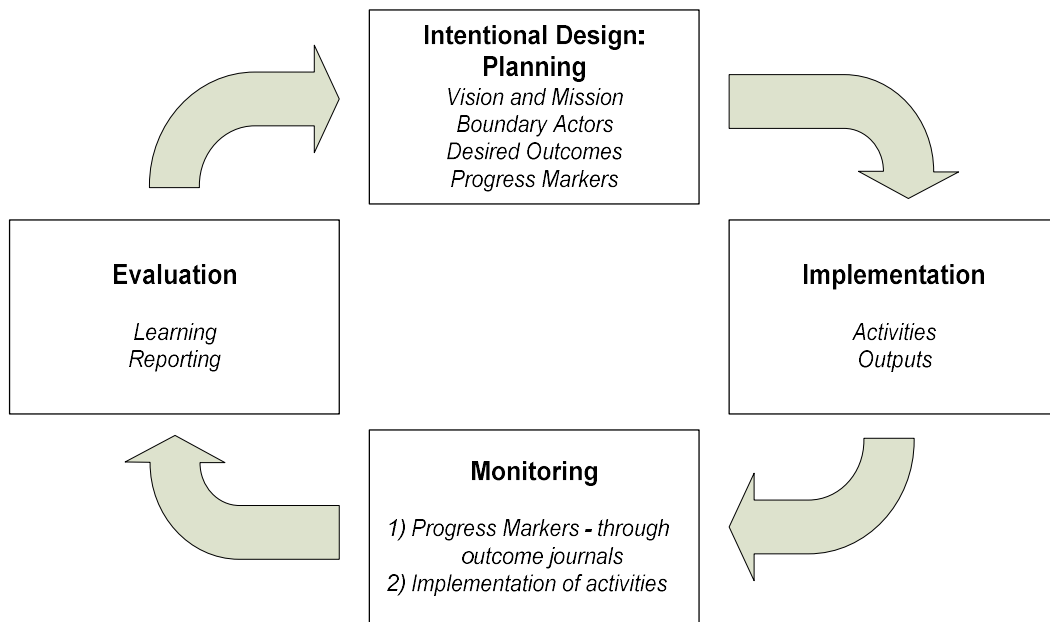 Intentional Design:
Planning
Vision and Mission
Boundary Actors
Desired Outcomes
Progress Markers
Implementation
Activities
Outputs
Monitoring
1) Progress Markers - through
outcome journals
2) Implementation of activities
Evaluation
Learning
Reporting